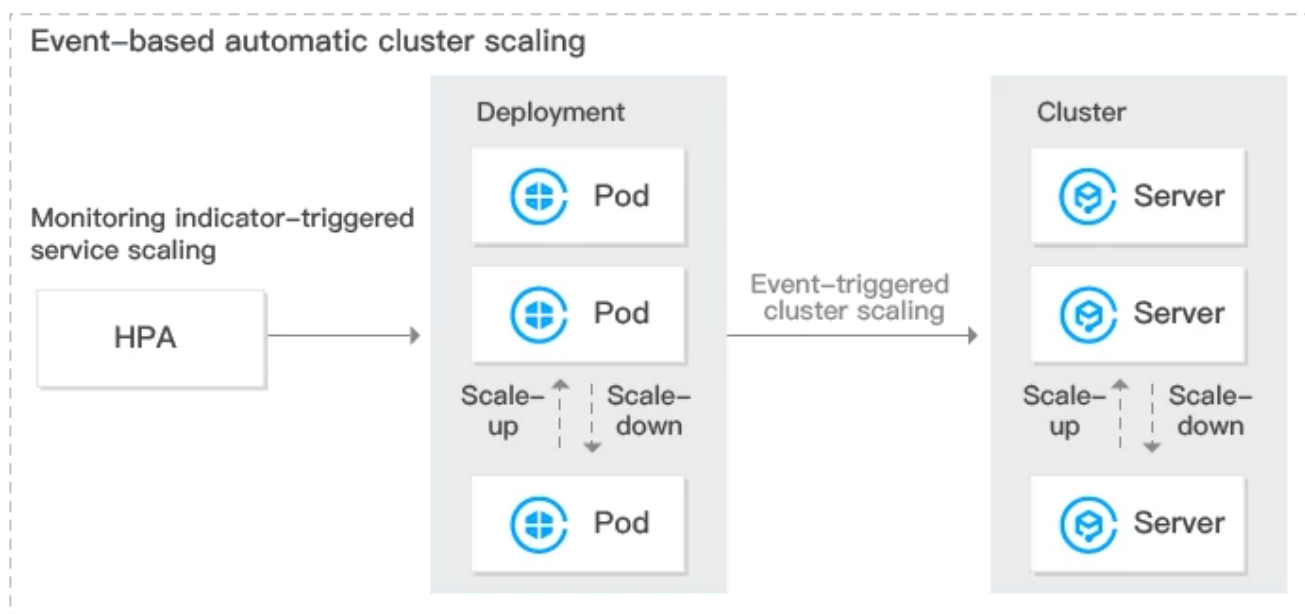 Event-based automatic cluster scaling
Monitoring indicator-triggered
service scaling
HPA
Deployment
Pod
Pod
Scale-
up
Scale-
down
Pod
Event-triggered
cluster scaling
Cluster
Server
Server
Scale-
up
Scale-
down
Server